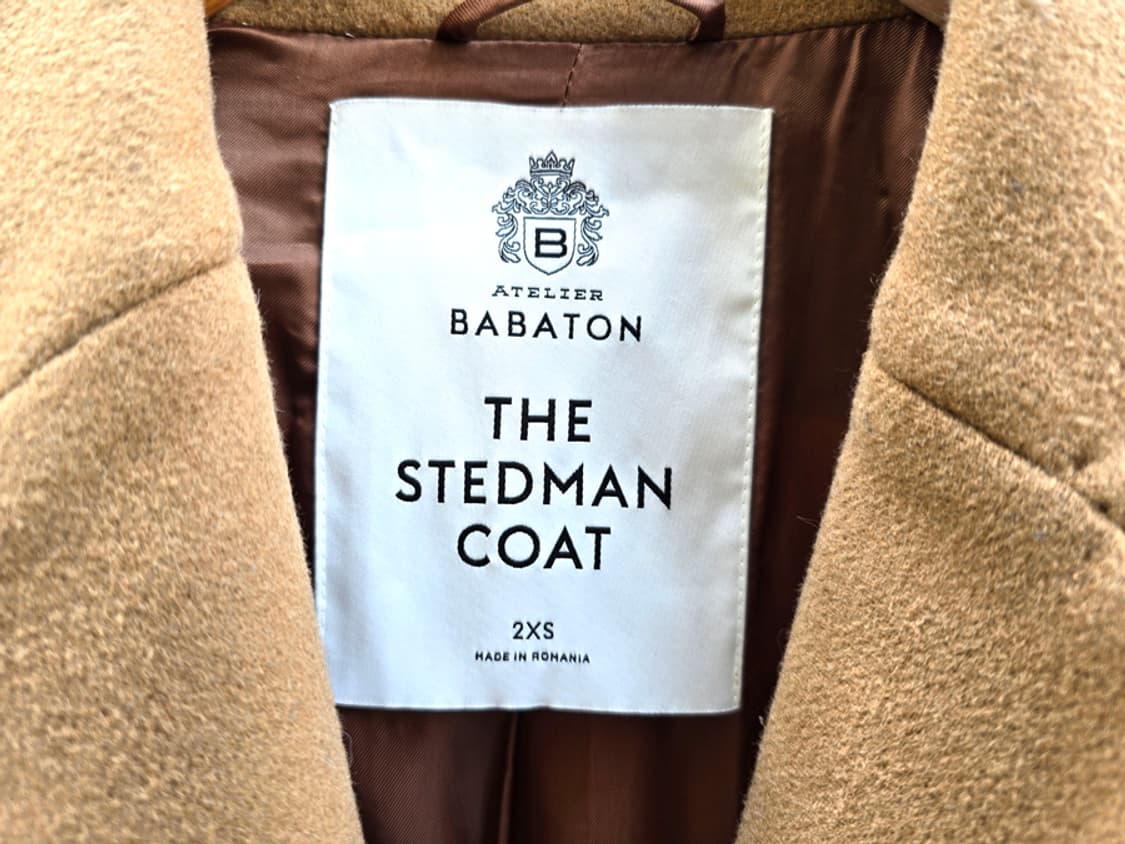 B
ATELIER
BABATON
THE
STEDMAN
COAT
2XS
MADE IN ROMANIA